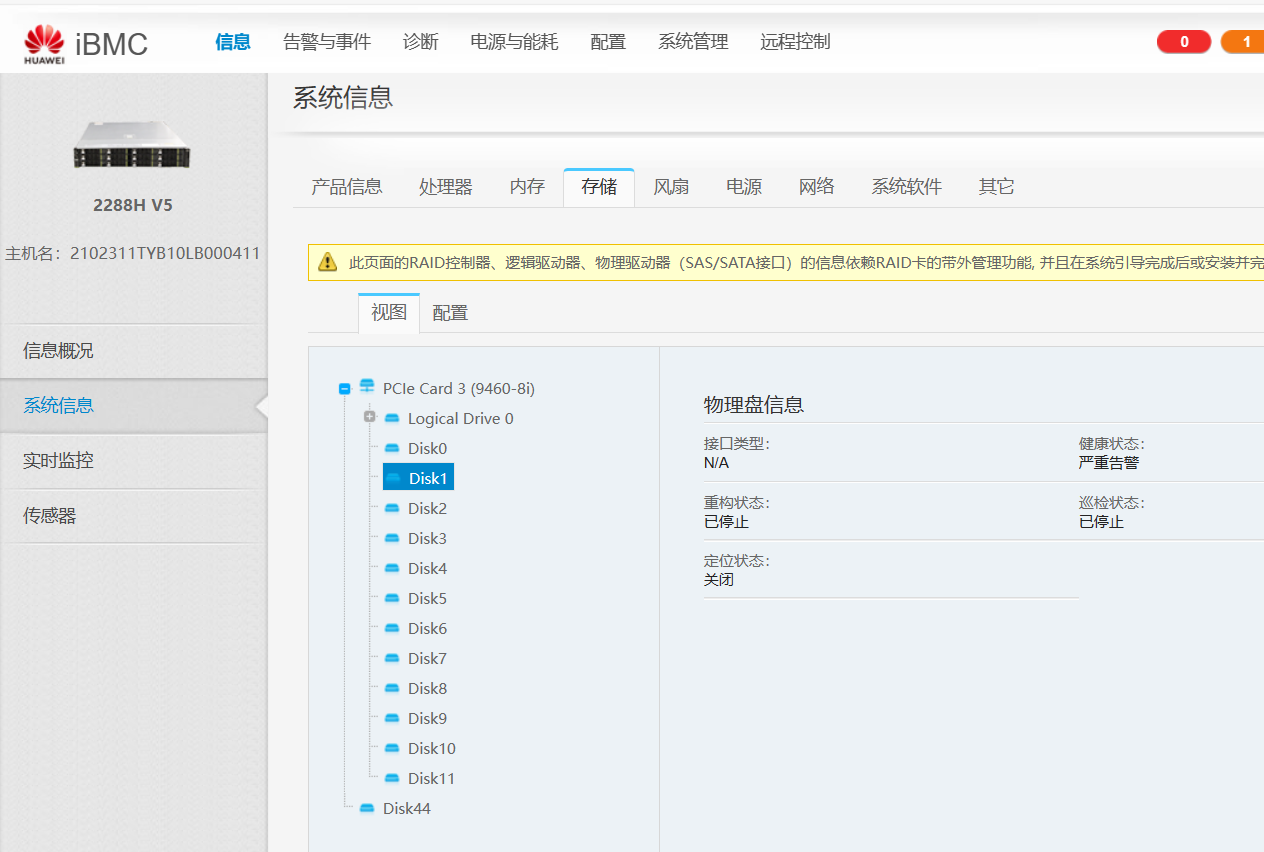 HUAWEI
iBMC 信息 告警与事件 诊断 电源与能耗 配置 系统管理 远程控制 0 1
系统信息
2288H V5
主机名：2102311TYB10LB000411
信息概况
系统信息
实时监控
传感器
产品信息 处理器 内存 存储 风扇 电源 网络 系统软件 其它
此页面的RAID控制器、逻辑驱动器、物理驱动器（SAS/SATA接口）的信息依赖RAID卡的带外管理功能, 并且在系统引导完成后或安装并完
视图 配置
PCIe Card 3 (9460-8i)
Logical Drive 0
Disk0
Disk1
Disk2
Disk3
Disk4
Disk5
Disk6
Disk7
Disk8
Disk9
Disk10
Disk11
Disk44
物理盘信息
接口类型： 健康状态：
N/A 严重告警
重构状态： 巡检状态：
已停止 已停止
定位状态：
关闭